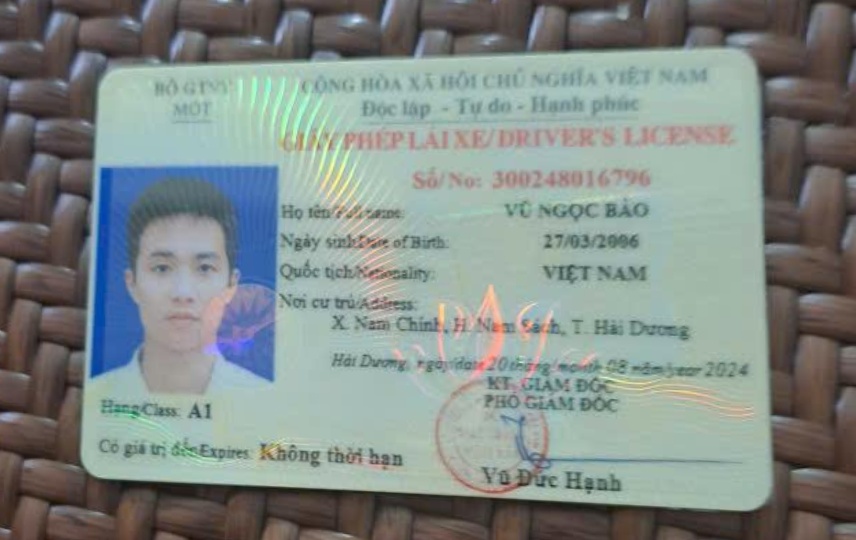 BỘ GTVT
MOT
CỘNG HÒA XÃ HỘI CHỦ NGHĨA VIỆT NAM
Độc lập - Tự do - Hạnh phúc
GIẤY PHÉP LÁI XE/DRIVER'S LICENSE
Số/No: 300248016796
Họ tên/Full name: VŨ NGỌC BẢO
Ngày sinh/Date of Birth: 27/03/2006
Quốc tịch/Nationality: VIỆT NAM
Nơi cư trú/Address:
X. Nam Chính, H. Nam Sách, T. Hải Dương
Hải Dương, ngày/date 20 tháng/month 08 năm/year 2024
KT. GIÁM ĐỐC
PHÓ GIÁM ĐỐC
Hạng/Class: A1
Có giá trị đến/Expires: Không thời hạn
Vũ Đức Hạnh